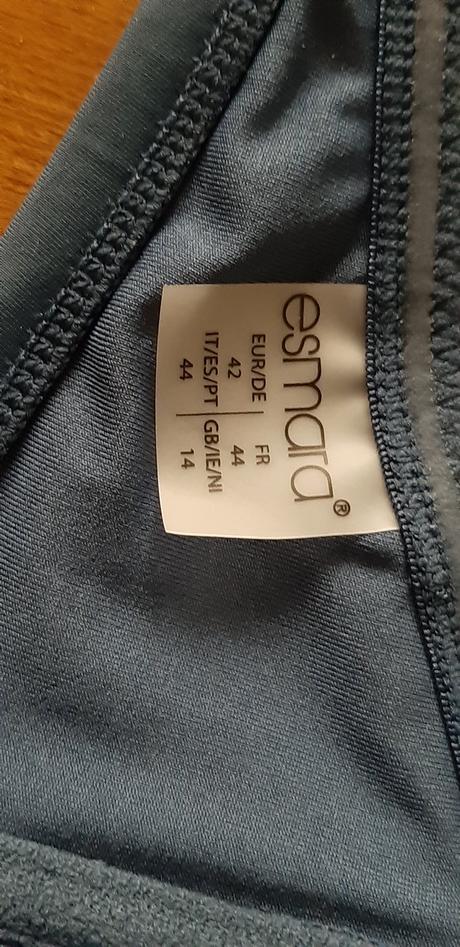 esmara®
EUR/DE | FR
42 | 44
IT/ES/PT | GB/IE/NI
44 | 14